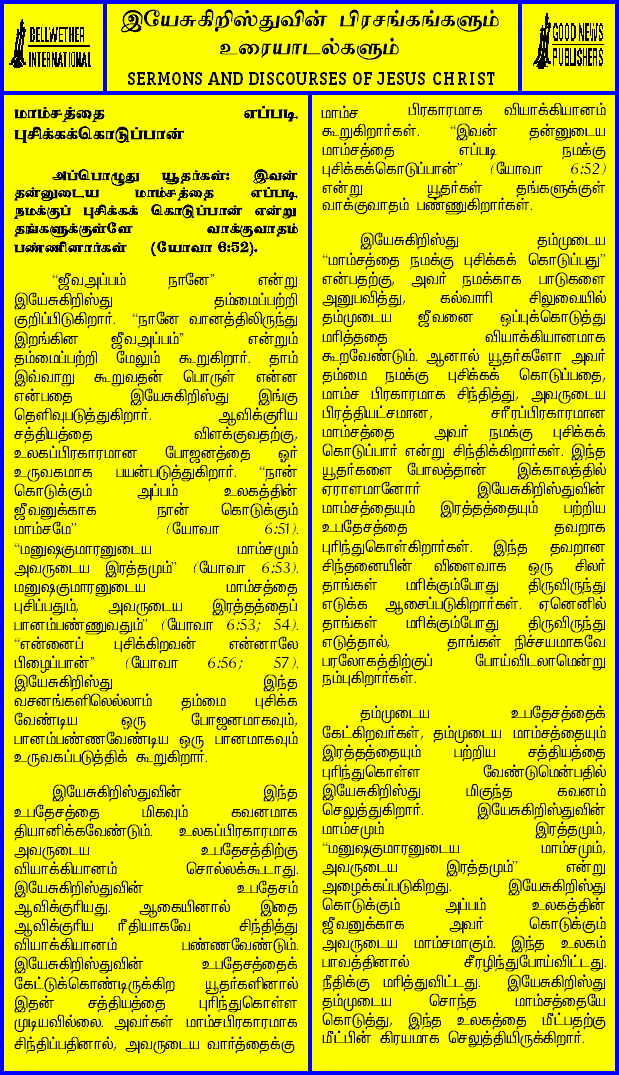 BELLWETHER
INTERNATIONAL
இயேசுகிறிஸ்துவின் பிரசங்கங்களும்
உரையாடல்களும்
SERMONS AND DISCOURSES OF JESUS CHRIST
GOOD NEWS
PUBLISHERS
மாம்சத்தை எப்படி
புசிக்கக்கொடுப்பான்
அப்பொழுது யூதர்கள்: இவன்
தன்னுடைய மாம்சத்தை எப்படி
நமக்குப் புசிக்கக் கொடுப்பான் என்று
தங்களுக்குள்ளே வாக்குவாதம்
பண்ணினார்கள் (யோவா 6:52).
“ஜீவஅப்பம் நானே” என்று
இயேசுகிறிஸ்து தம்மைப்பற்றி
குறிப்பிடுகிறார். “நானே வானத்திலிருந்து
இறங்கின ஜீவஅப்பம்” என்றும்
தம்மைப்பற்றி மேலும் கூறுகிறார். தாம்
இவ்வாறு கூறுவதன் பொருள் என்ன
என்பதை இயேசுகிறிஸ்து இங்கு
தெளிவுபடுத்துகிறார். ஆவிக்குரிய
சத்தியத்தை விளக்குவதற்கு,
உலகப்பிரகாரமான போஜனத்தை ஓர்
உருவகமாக பயன்படுத்துகிறார். “நான்
கொடுக்கும் அப்பம் உலகத்தின்
ஜீவனுக்காக நான் கொடுக்கும்
மாம்சமே” (யோவா 6:51).
“மனுஷகுமாரனுடைய மாம்சமும்
அவருடைய இரத்தமும்” (யோவா 6:53).
மனுஷகுமாரனுடைய மாம்சத்தை
புசிப்பதும், அவருடைய இரத்தத்தைப்
பானம்பண்ணுவதும்” (யோவா 6:53; 54).
“என்னைப் புசிக்கிறவன் என்னாலே
பிழைப்பான்” (யோவா 6:56; 57).
இயேசுகிறிஸ்து இந்த
வசனங்களிலெல்லாம் தம்மை புசிக்க
வேண்டிய ஒரு போஜனமாகவும்,
பானம்பண்ணவேண்டிய ஒரு பானமாகவும்
உருவகப்படுத்திக் கூறுகிறார்.
இயேசுகிறிஸ்துவின் இந்த
உபதேசத்தை மிகவும் கவனமாக
தியானிக்கவேண்டும். உலகப்பிரகாரமாக
அவருடைய உபதேசத்திற்கு
வியாக்கியானம் சொல்லக்கூடாது.
இயேசுகிறிஸ்துவின் உபதேசம்
ஆவிக்குரியது. ஆகையினால் இதை
ஆவிக்குரிய ரீதியாகவே சிந்தித்து
வியாக்கியானம் பண்ணவேண்டும்.
இயேசுகிறிஸ்துவின் உபதேசத்தைக்
கேட்டுக்கொண்டிருக்கிற யூதர்களினால்
இதன் சத்தியத்தை புரிந்துகொள்ள
முடியவில்லை. அவர்கள் மாம்சபிரகாரமாக
சிந்திப்பதினால், அவருடைய வார்த்தைக்கு
மாம்ச பிரகாரமாக வியாக்கியானம்
கூறுகிறார்கள். “இவன் தன்னுடைய
மாம்சத்தை எப்படி நமக்கு
புசிக்கக்கொடுப்பான்” (யோவா 6:52)
என்று யூதர்கள் தங்களுக்குள்
வாக்குவாதம் பண்ணுகிறார்கள்.
இயேசுகிறிஸ்து தம்முடைய
“மாம்சத்தை நமக்கு புசிக்கக் கொடுப்பது”
என்பதற்கு, அவர் நமக்காக பாடுகளை
அனுபவித்து, கல்வாரி சிலுவையில்
தம்முடைய ஜீவனை ஒப்புக்கொடுத்து
மரித்ததை வியாக்கியானமாக
கூறவேண்டும். ஆனால் யூதர்களோ அவர்
தம்மை நமக்கு புசிக்கக் கொடுப்பதை,
மாம்ச பிரகாரமாக சிந்தித்து, அவருடைய
பிரத்தியட்சமான, சரீரப்பிரகாரமான
மாம்சத்தை அவர் நமக்கு புசிக்கக்
கொடுப்பார் என்று சிந்திக்கிறார்கள். இந்த
யூதர்களை போலத்தான் இக்காலத்தில்
ஏராளமானோர் இயேசுகிறிஸ்துவின்
மாம்சத்தையும் இரத்தத்தையும் பற்றிய
உபதேசத்தை தவறாக
புரிந்துகொள்கிறார்கள். இந்த தவறான
சிந்தனையின் விளைவாக ஒரு சிலர்
தாங்கள் மரிக்கும்போது திருவிருந்து
எடுக்க ஆசைப்படுகிறார்கள். ஏனெனில்
தாங்கள் மரிக்கும்போது திருவிருந்து
எடுத்தால், தாங்கள் நிச்சயமாகவே
பரலோகத்திற்குப் போய்விடலாமென்று
நம்புகிறார்கள்.
தம்முடைய உபதேசத்தைக்
கேட்கிறவர்கள், தம்முடைய மாம்சத்தையும்
இரத்தத்தையும் பற்றிய சத்தியத்தை
புரிந்துகொள்ள வேண்டுமென்பதில்
இயேசுகிறிஸ்து மிகுந்த கவனம்
செலுத்துகிறார். இயேசுகிறிஸ்துவின்
மாம்சமும் இரத்தமும்,
“மனுஷகுமாரனுடைய மாம்சமும்,
அவருடைய இரத்தமும்” என்று
அழைக்கப்படுகிறது. இயேசுகிறிஸ்து
கொடுக்கும் அப்பம் உலகத்தின்
ஜீவனுக்காக அவர் கொடுக்கும்
அவருடைய மாம்சமாகும். இந்த உலகம்
பாவத்தினால் சீரழிந்துபோய்விட்டது.
நீதிக்கு மரித்துவிட்டது. இயேசுகிறிஸ்து
தம்முடைய சொந்த மாம்சத்தையே
கொடுத்து, இந்த உலகத்தை மீட்பதற்கு
மீட்பின் கிரயமாக செலுத்தியிருக்கிறார்.